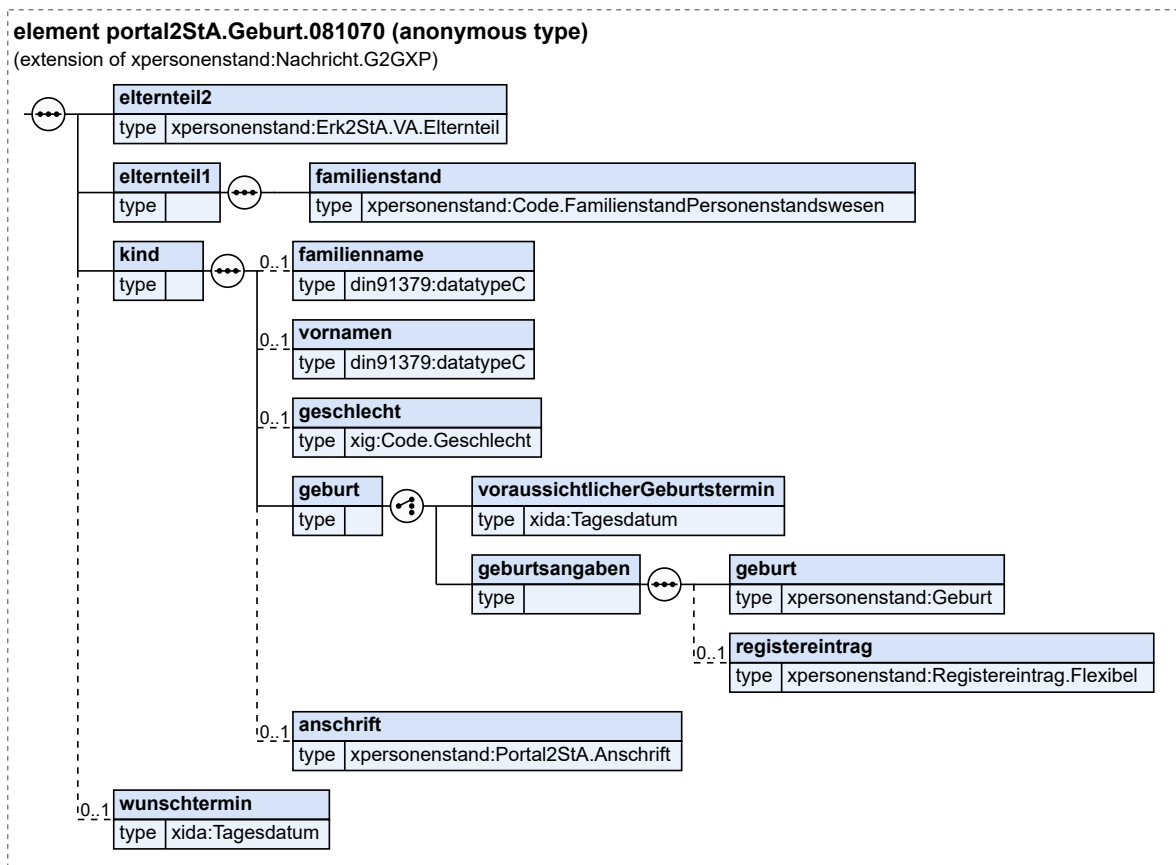 element portal2StA.Geburt.081070 (anonymous type)
(extension of xpersonenstand:Nachricht.G2GXP)
elternteil2
type xpersonenstand:Erk2StA.VA.Elternteil
elternteil1
type
familienstand
type xpersonenstand:Code.FamilienstandPersonenstandswesen
kind
type
0..1
familienname
type din91379:datatypeC
0..1
vornamen
type din91379:datatypeC
0..1
geschlecht
type xig:Code.Geschlecht
geburt
type
voraussichtlicherGeburtstermin
type xida:Tagesdatum
geburtsangaben
type
geburt
type xpersonenstand:Geburt
0..1
registereintrag
type xpersonenstand:Registereintrag.Flexibel
0..1
anschrift
type xpersonenstand:Portal2StA.Anschrift
0..1
wunschtermin
type xida:Tagesdatum